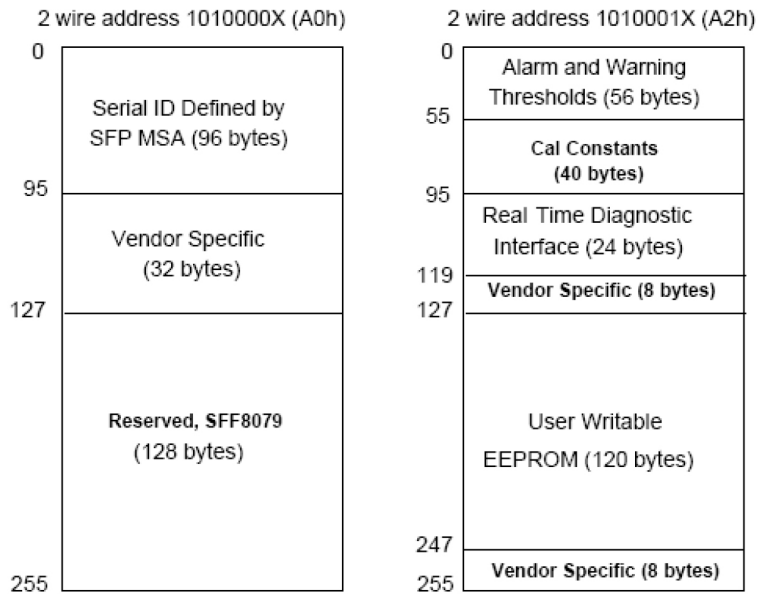 2 wire address 1010000X (A0h)
0
Serial ID Defined by
SFP MSA (96 bytes)
95
Vendor Specific
(32 bytes)
127
Reserved, SFF8079
(128 bytes)
255
2 wire address 1010001X (A2h)
0
Alarm and Warning
Thresholds (56 bytes)
55
Cal Constants
(40 bytes)
95
Real Time Diagnostic
Interface (24 bytes)
119
Vendor Specific (8 bytes)
127
User Writable
EEPROM (120 bytes)
247
Vendor Specific (8 bytes)
255